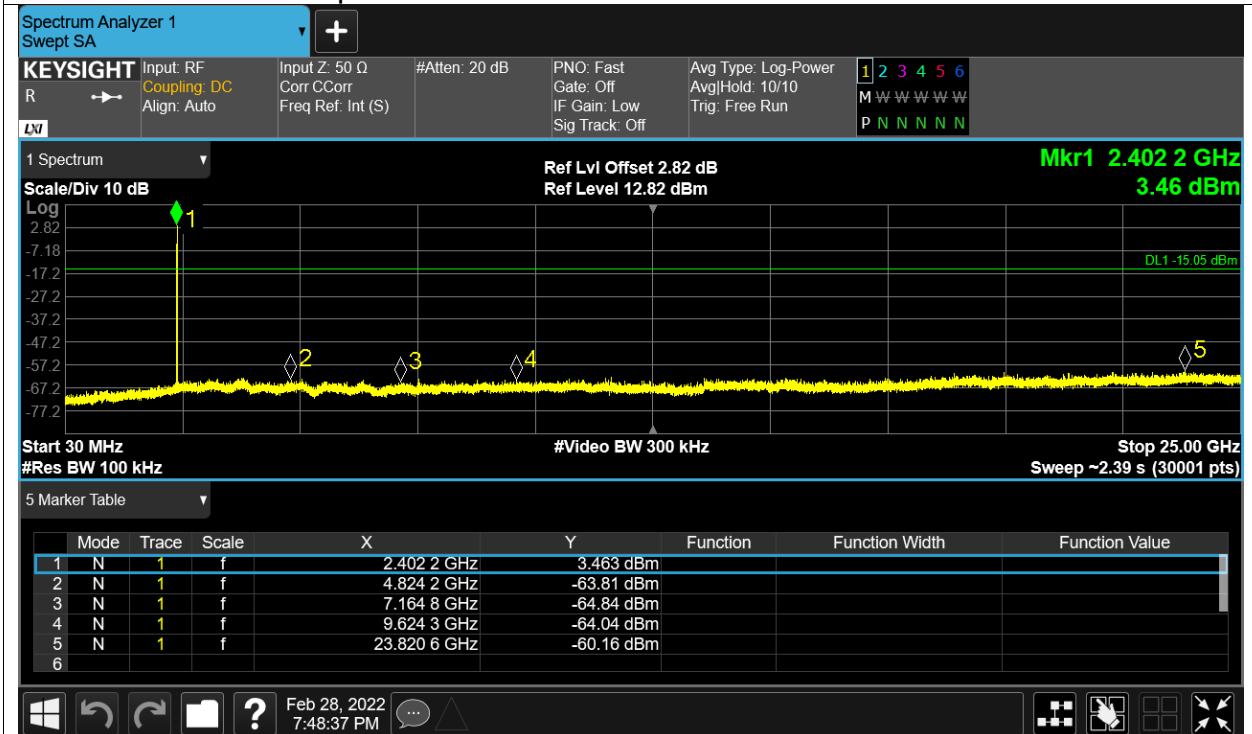 Spectrum Analyzer 1
Swept SA
+
KEYSIGHT Input: RF Input Z: 50 Ω #Atten: 20 dB PNO: Fast Avg Type: Log-Power 1 2 3 4 5 6
R Coupling: DC Corr CCorr Gate: Off Avg|Hold: 10/10 M W W W W W
Align: Auto Freq Ref: Int (S) IF Gain: Low Trig: Free Run
LXI Sig Track: Off P N N N N N
1 Spectrum Ref Lvl Offset 2.82 dB Mkr1 2.402 2 GHz
Scale/Div 10 dB Ref Level 12.82 dBm 3.46 dBm
Log
1
2.82
-7.18
DL1 -15.05 dBm
-17.2
-27.2
-37.2
-47.2
2 3 4 5
-57.2
-67.2
-77.2
Start 30 MHz #Video BW 300 kHz Stop 25.00 GHz
#Res BW 100 kHz Sweep ~2.39 s (30001 pts)
5 Marker Table
Mode Trace Scale X Y Function Function Width Function Value
1 N 1 f 2.402 2 GHz 3.463 dBm
2 N 1 f 4.824 2 GHz -63.81 dBm
3 N 1 f 7.164 8 GHz -64.84 dBm
4 N 1 f 9.624 3 GHz -64.04 dBm
5 N 1 f 23.820 6 GHz -60.16 dBm
6
? Feb 28, 2022
7:48:37 PM